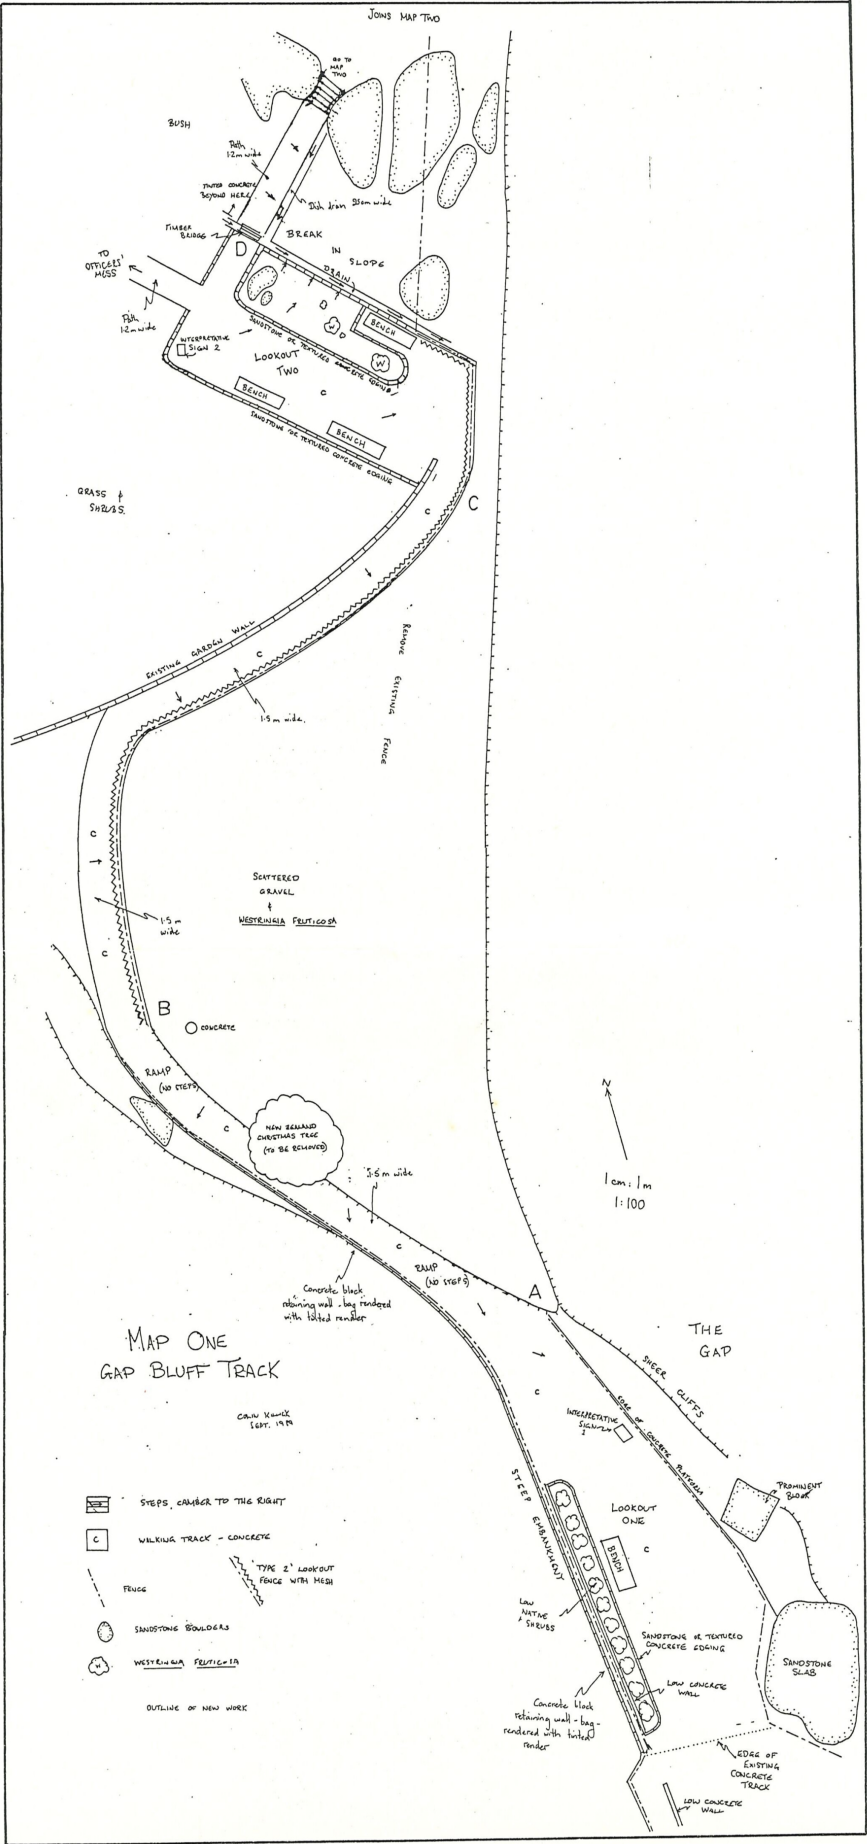 JOINS MAP TWO
GO TO
MAP
TWO
BUSH
Path
1·2m wide
TINTED CONCRETE
BEYOND HERE
Dish drain 25cm wide
TIMBER
BRIDGE
BREAK
IN
SLOPE
D
DRAIN
TO
OFFICERS'
MESS
Path
1·2m wide
INTERPRETATIVE
SIGN 2
SANDSTONE OR TEXTURED CONCRETE EDGING
W
BENCH
W
LOOKOUT
TWO
C
BENCH
BENCH
SANDSTONE OR TEXTURED CONCRETE EDGING
GRASS &
SHRUBS.
C
C
EXISTING GARDEN WALL
C
REMOVE EXISTING FENCE
1·5 m wide.
C
SCATTERED
GRAVEL
&
WESTRINGIA FRUTICOSA
1·5 m
wide
C
B
CONCRETE
RAMP
(NO STEPS)
C
NEW ZEALAND
CHRISTMAS TREE
(TO BE REMOVED)
N
1 cm : 1m
1:100
1·5 m wide
C
RAMP
(NO STEPS)
A
Concrete block
retaining wall - bag rendered
with tinted render
MAP ONE
GAP BLUFF TRACK
THE
GAP
SHEER CLIFFS
C
COLIN
SEPT.
INTERPRETATIVE
SIGN
1
EDGE OF CONCRETE PLATFORM
STEEP EMBANKMENT
PROMINENT
BLOCK
LOOKOUT
ONE
BENCH
C
STEPS, CAMBER TO THE RIGHT
C
WALKING TRACK - CONCRETE
FENCE
'TYPE 2' LOOKOUT
FENCE WITH MESH
SANDSTONE BOULDERS
W
WESTRINGIA FRUTICOSA
OUTLINE OF NEW WORK
LOW
NATIVE
SHRUBS
SANDSTONE OR TEXTURED
CONCRETE EDGING
SANDSTONE
SLAB
LOW CONCRETE
WALL
Concrete block
retaining wall - bag -
rendered with tinted
render
EDGE OF
EXISTING
CONCRETE
TRACK
LOW CONCRETE
WALL